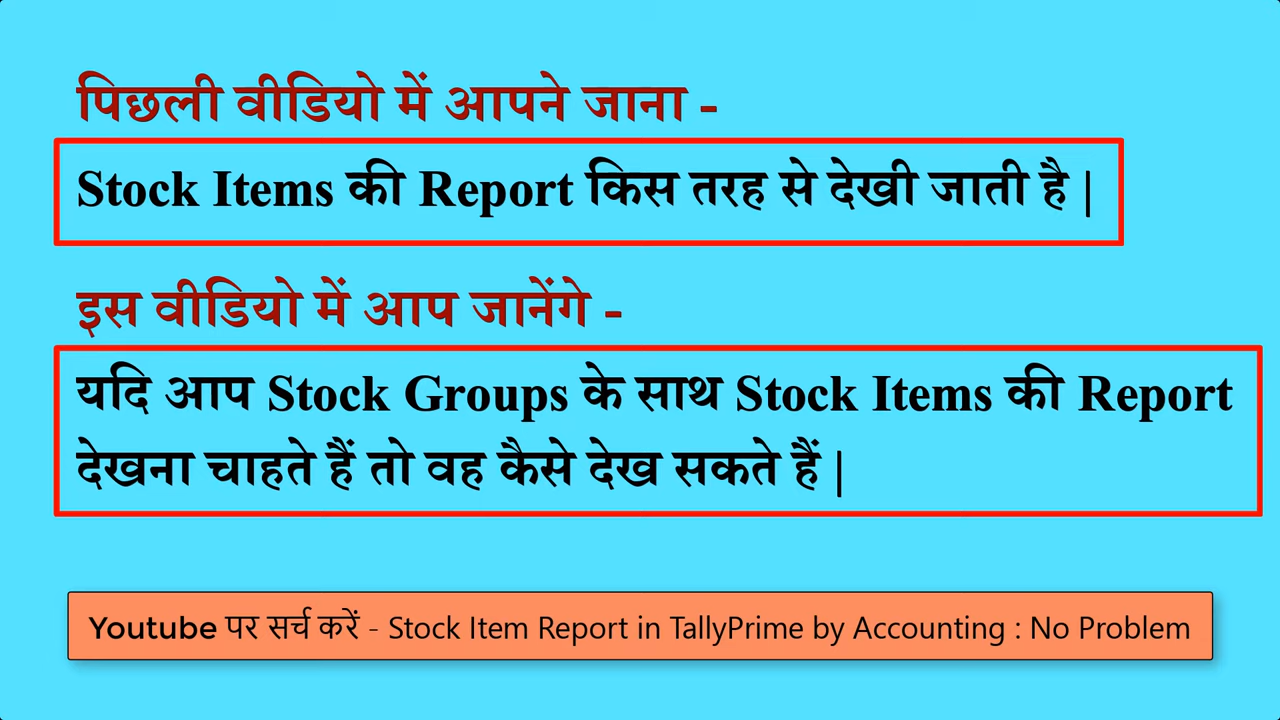 पिछली वीडियो में आपने जाना -
Stock Items की Report किस तरह से देखी जाती है |
इस वीडियो में आप जानेंगे -
यदि आप Stock Groups के साथ Stock Items की Report
देखना चाहते हैं तो वह कैसे देख सकते हैं |
Youtube पर सर्च करें - Stock Item Report in TallyPrime by Accounting : No Problem